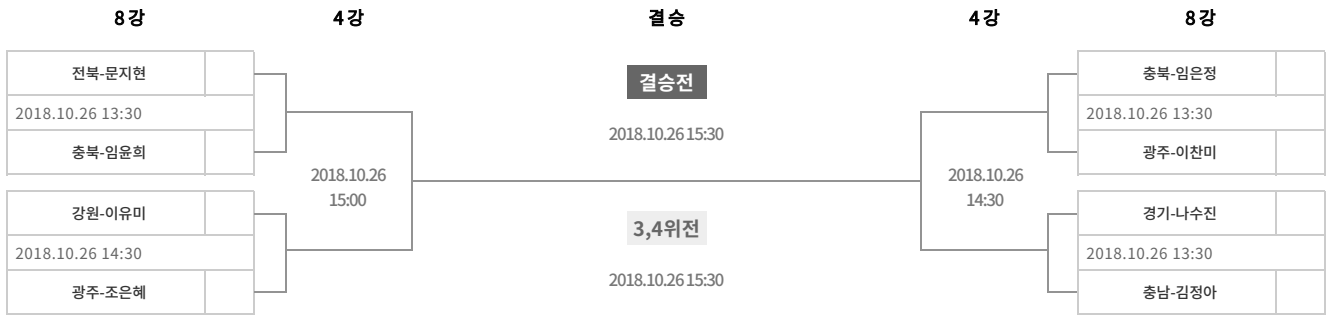 8강
4강
결승
4강
8강
전북-문지현
2018.10.26 13:30
충북-임윤희
강원-이유미
2018.10.26 14:30
광주-조은혜
2018.10.26
15:00
결승전
2018.10.26 15:30
3,4위전
2018.10.26 15:30
2018.10.26
14:30
충북-임은정
2018.10.26 13:30
광주-이찬미
경기-나수진
2018.10.26 13:30
충남-김정아